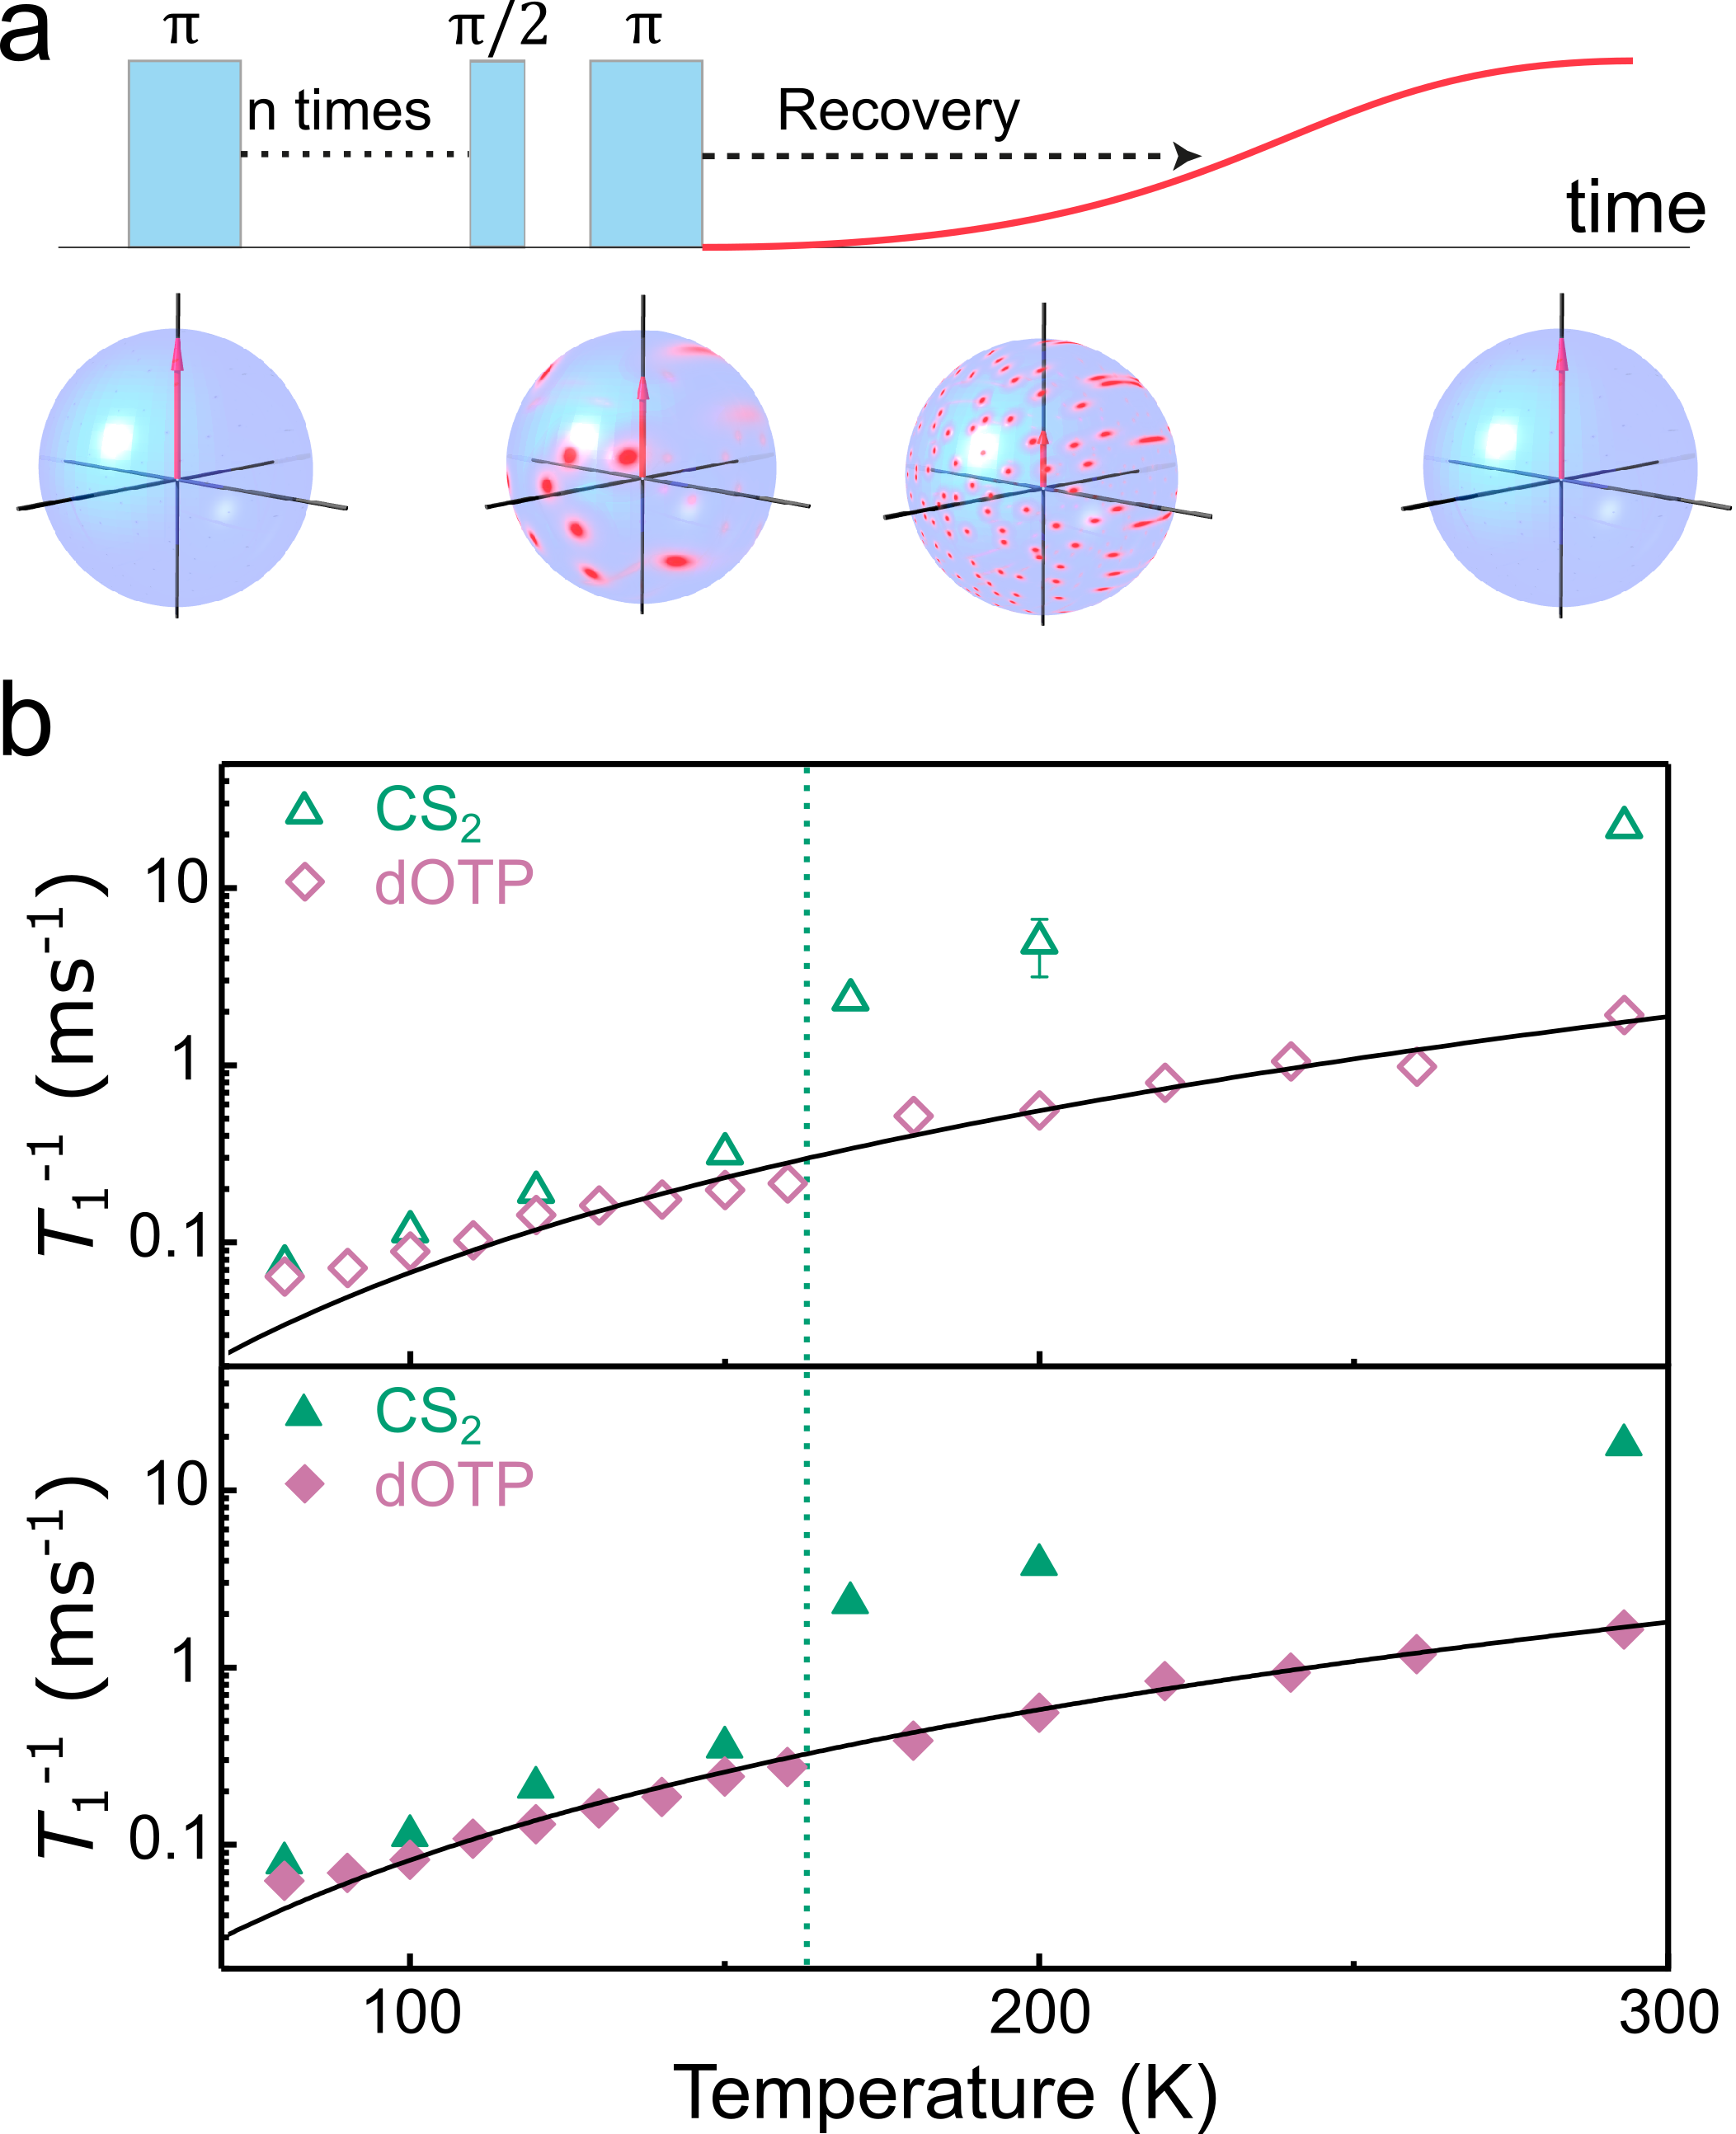 a
π π/2 π
n times Recovery
time
b
CS2
dOTP
10
1
0.1
T1-1 (ms-1)
CS2
dOTP
10
1
0.1
T1-1 (ms-1)
100 200 300
Temperature (K)